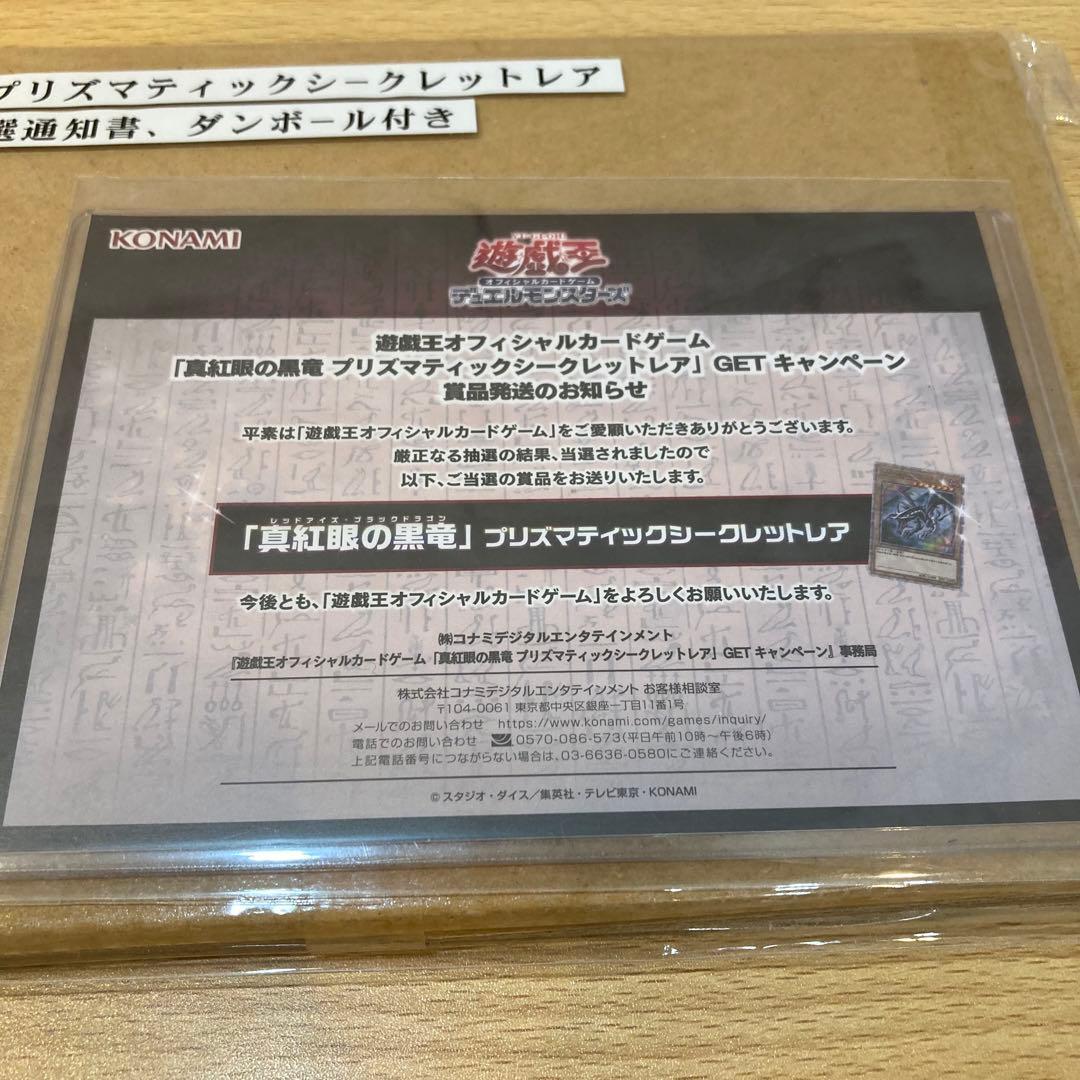 プリズマティックシークレットレア
選通知書、ダンボール付き
KONAMI
遊戯王
オフィシャルカードゲーム
デュエルモンスターズ
遊戯王オフィシャルカードゲーム
「真紅眼の黒竜 プリズマティックシークレットレア」GET キャンペーン
賞品発送のお知らせ
平素は「遊戯王オフィシャルカードゲーム」をご愛顧いただきありがとうございます。
厳正なる抽選の結果、当選されましたので
以下、ご当選の賞品をお送りいたします。
レッドアイズ・ブラックドラゴン
「真紅眼の黒竜」プリズマティックシークレットレア
今後とも、「遊戯王オフィシャルカードゲーム」をよろしくお願いいたします。
㈱コナミデジタルエンタテインメント
『遊戯王オフィシャルカードゲーム 「真紅眼の黒竜 プリズマティックシークレットレア」 GET キャンペーン』事務局
株式会社コナミデジタルエンタテインメント お客様相談室
〒104-0061 東京都中央区銀座一丁目11番1号
メールでのお問い合わせ https://www.konami.com/games/inquiry/
電話でのお問い合わせ 0570-086-573(平日午前10時～午後6時)
上記電話番号につながらない場合は、03-6636-0580にご連絡ください。
©スタジオ・ダイス／集英社・テレビ東京・KONAMI